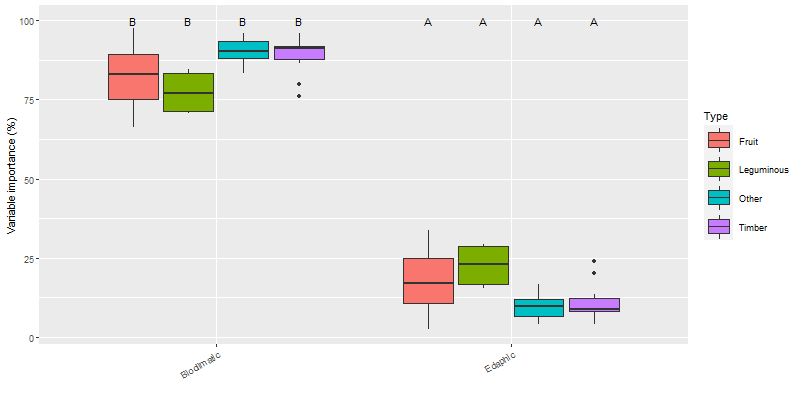 100
B B B B A A A A
75
50
25
0
Variable importance (%)
Bioclimatic
Edaphic
Type
Fruit
Leguminous
Other
Timber